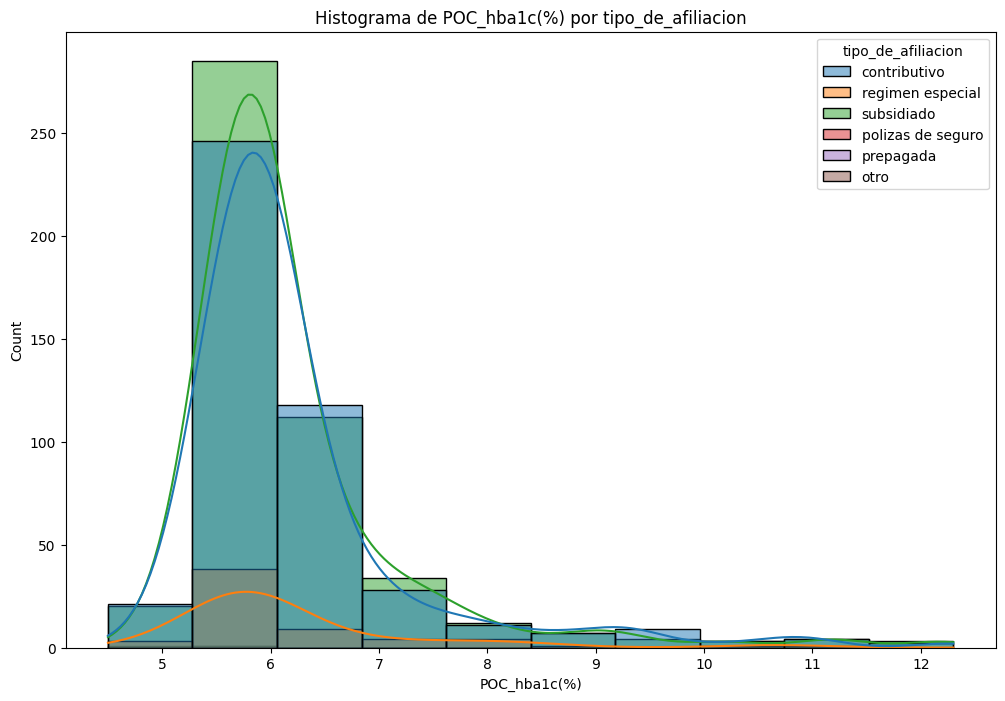 Histograma de POC_hba1c(%) por tipo_de_afiliacion
tipo_de_afiliacion
contributivo
regimen especial
subsidiado
polizas de seguro
prepagada
otro
Count
250
200
150
100
50
0
5 6 7 8 9 10 11 12
POC_hba1c(%)